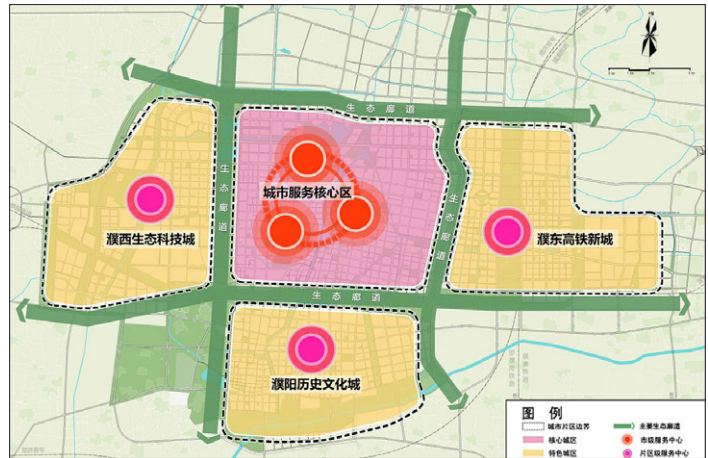 生态廊道
城市服务核心区
生态廊道
生态廊道
濮西生态科技城
濮东高铁新城
生态廊道
濮阳历史文化城
图 例
城市片区边界
主要生态廊道
核心城区
市级服务中心
特色城区
片区级服务中心